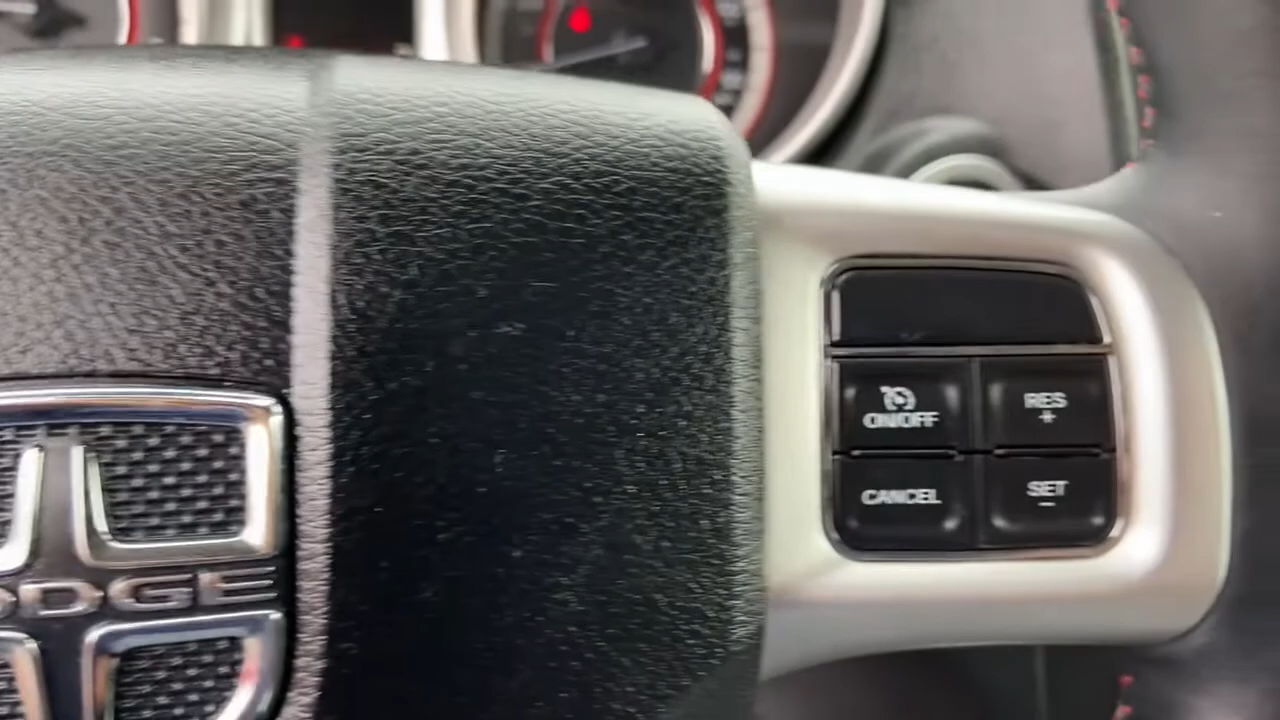 ON/OFF
RES
+
CANCEL
SET
-
DGE